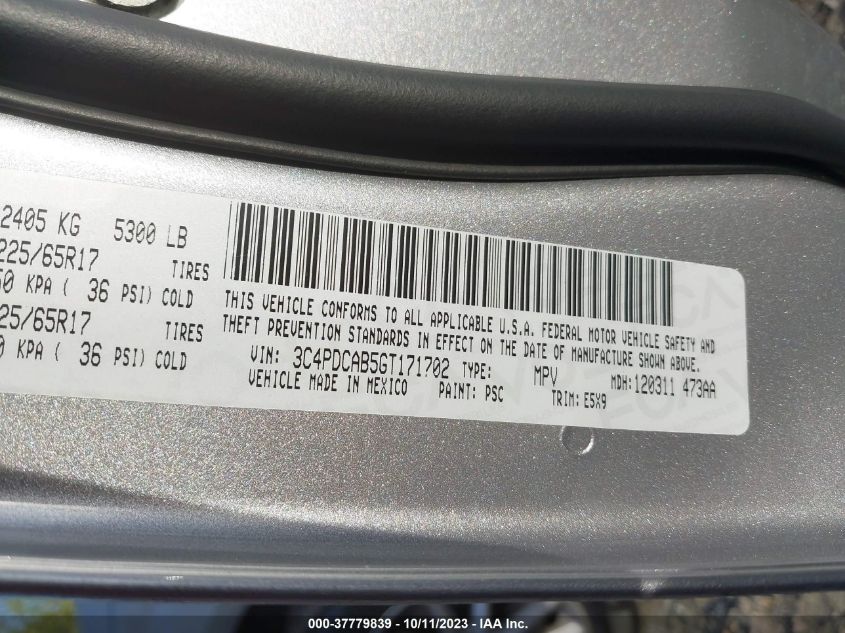 2405 KG 5300 LB
225/65R17 TIRES
50 KPA ( 36 PSI) COLD
25/65R17 TIRES
0 KPA ( 36 PSI) COLD
THIS VEHICLE CONFORMS TO ALL APPLICABLE U.S.A. FEDERAL MOTOR VEHICLE SAFETY AND
THEFT PREVENTION STANDARDS IN EFFECT ON THE DATE OF MANUFACTURE SHOWN ABOVE.
VIN: 3C4PDCAB5GT171702 TYPE: MPV MDH: 120311 473AA
VEHICLE MADE IN MEXICO PAINT: PSC TRIM: E5X9
000-37779839 - 10/11/2023 - IAA Inc.